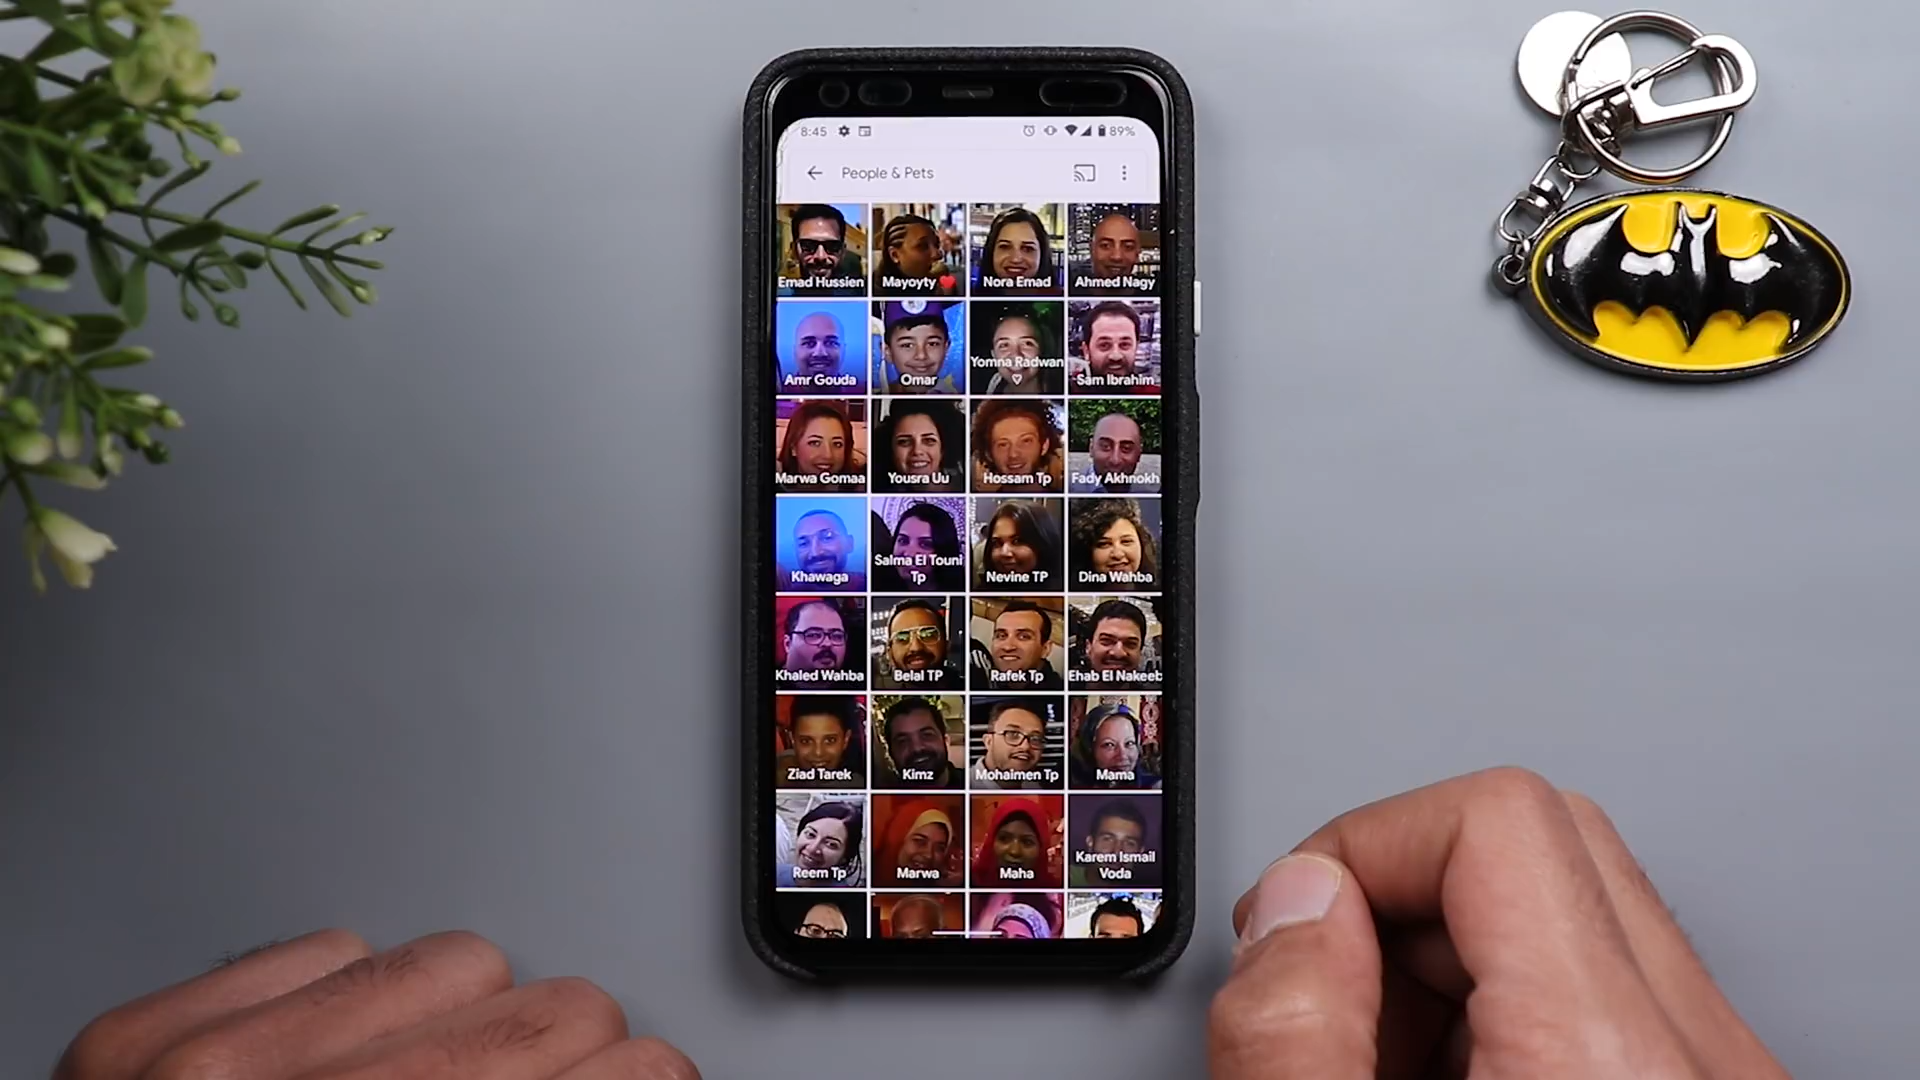 8:45
89%
People & Pets
Emad Hussien
Mayoyty ❤️
Nora Emad
Ahmed Nagy
Amr Gouda
Omar
Yomna Radwan
♡
Sam Ibrahim
Marwa Gomaa
Yousra Uu
Hossam Tp
Fady Akhnokh
Khawaga
Salma El Touni
Tp
Nevine TP
Dina Wahba
Khaled Wahba
Belal TP
Rafek Tp
Ehab El Nakeeb
Ziad Tarek
Kimz
Mohaimen Tp
Mama
Reem Tp
Marwa
Maha
Karem Ismail
Voda